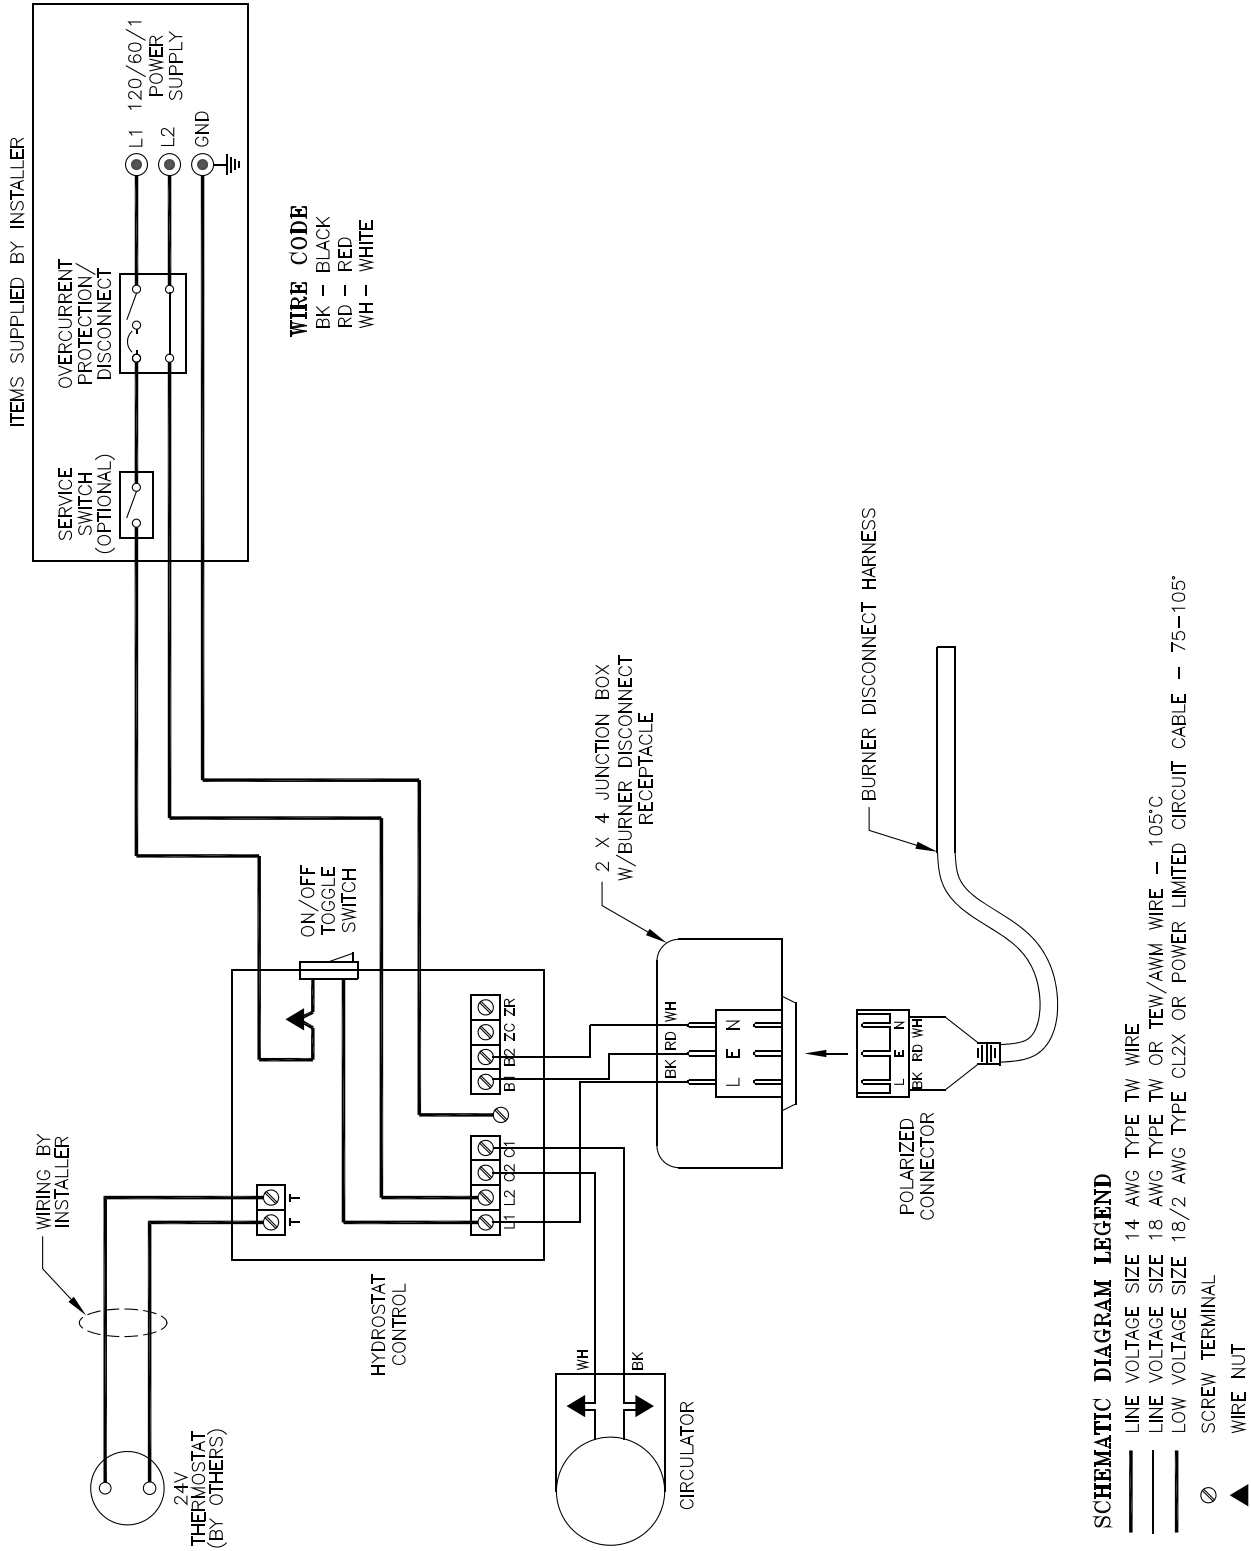 ITEMS SUPPLIED BY INSTALLER
SERVICE
SWITCH
(OPTIONAL)
OVERCURRENT
PROTECTION/
DISCONNECT
L1
120/60/1
POWER
SUPPLY
L2
GND
WIRE CODE
BK - BLACK
RD - RED
WH - WHITE
24V
THERMOSTAT
(BY OTHERS)
WIRING BY
INSTALLER
T
T
ON/OFF
TOGGLE
SWITCH
HYDROSTAT
CONTROL
L1
L2
C2
C1
B1
B2
ZC
ZR
WH
BK
CIRCULATOR
2 X 4 JUNCTION BOX
W/BURNER DISCONNECT
RECEPTACLE
BK
RD
WH
L
E
N
BURNER DISCONNECT HARNESS
L
E
N
BK
RD
WH
POLARIZED
CONNECTOR
SCHEMATIC DIAGRAM LEGEND
LINE VOLTAGE SIZE 14 AWG TYPE TW WIRE
LINE VOLTAGE SIZE 18 AWG TYPE TW OR TEW/AWM WIRE - 105°C
LOW VOLTAGE SIZE 18/2 AWG TYPE CL2X OR POWER LIMITED CIRCUIT CABLE - 75-105°
SCREW TERMINAL
WIRE NUT